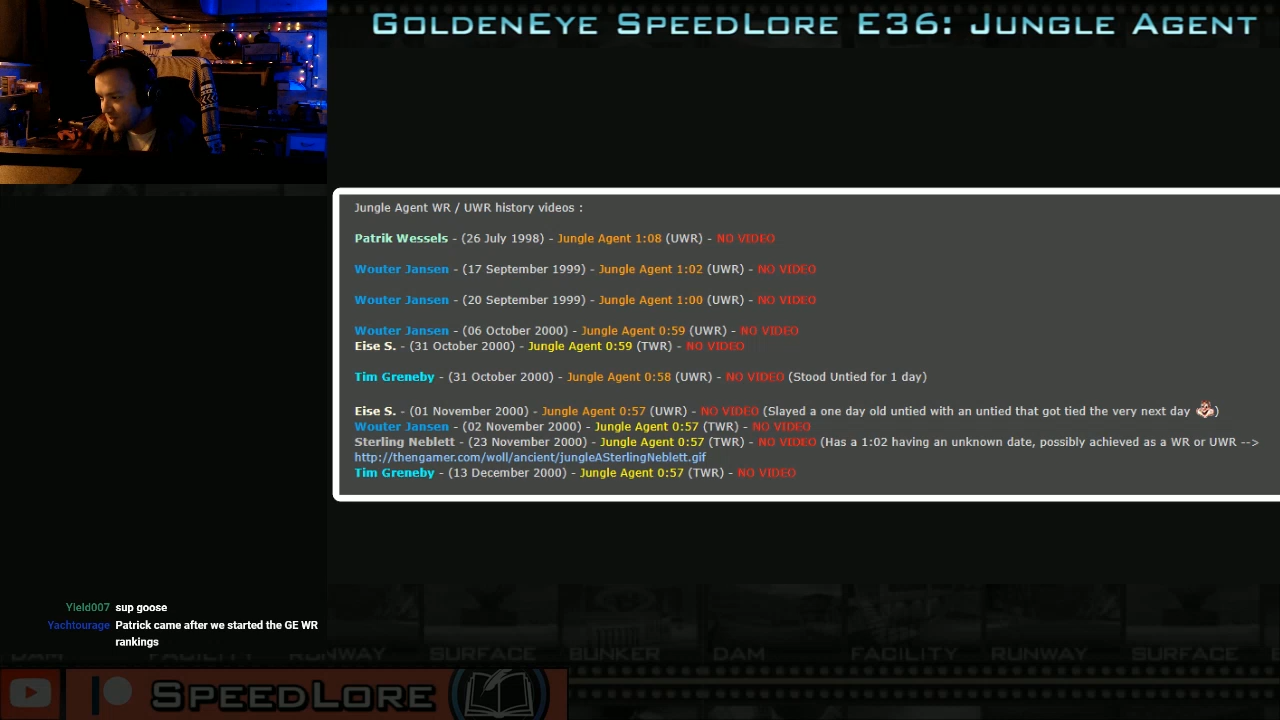 GOLDENEYE SPEEDLORE E36: JUNGLE AGENT
Jungle Agent WR / UWR history videos :
Patrik Wessels - (26 July 1998) - Jungle Agent 1:08 (UWR) - NO VIDEO
Wouter Jansen - (17 September 1999) - Jungle Agent 1:02 (UWR) - NO VIDEO
Wouter Jansen - (20 September 1999) - Jungle Agent 1:00 (UWR) - NO VIDEO
Wouter Jansen - (06 October 2000) - Jungle Agent 0:59 (UWR) - NO VIDEO
Eise S. - (31 October 2000) - Jungle Agent 0:59 (TWR) - NO VIDEO
Tim Greneby - (31 October 2000) - Jungle Agent 0:58 (UWR) - NO VIDEO (Stood Untied for 1 day)
Eise S. - (01 November 2000) - Jungle Agent 0:57 (UWR) - NO VIDEO (Slayed a one day old untied with an untied that got tied the very next day )
Wouter Jansen - (02 November 2000) - Jungle Agent 0:57 (TWR) - NO VIDEO
Sterling Neblett - (23 November 2000) - Jungle Agent 0:57 (TWR) - NO VIDEO (Has a 1:02 having an unknown date, possibly achieved as a WR or UWR -->
http://thengamer.com/woll/ancient/jungleASterlingNeblett.gif
Tim Greneby - (13 December 2000) - Jungle Agent 0:57 (TWR) - NO VIDEO
Yield007 sup goose
Yachtourage Patrick came after we started the GE WR
rankings
DAM FACILITY RUNWAY SURFACE BUNKER DAM FACILITY RUNWAY SURFACE
SPEEDLORE